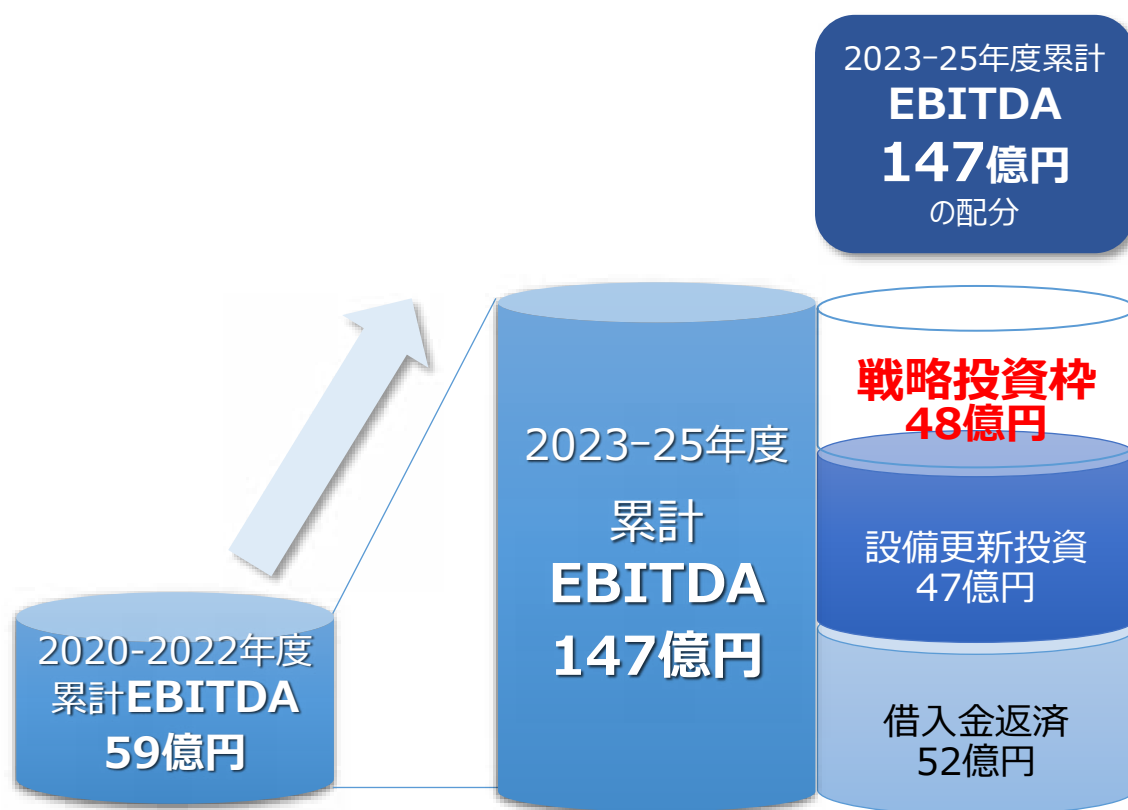 2023-25年度累計
EBITDA
147億円
の配分
戦略投資枠
48億円
2023-25年度
累計
EBITDA
147億円
設備更新投資
47億円
2020-2022年度
累計EBITDA
59億円
借入金返済
52億円